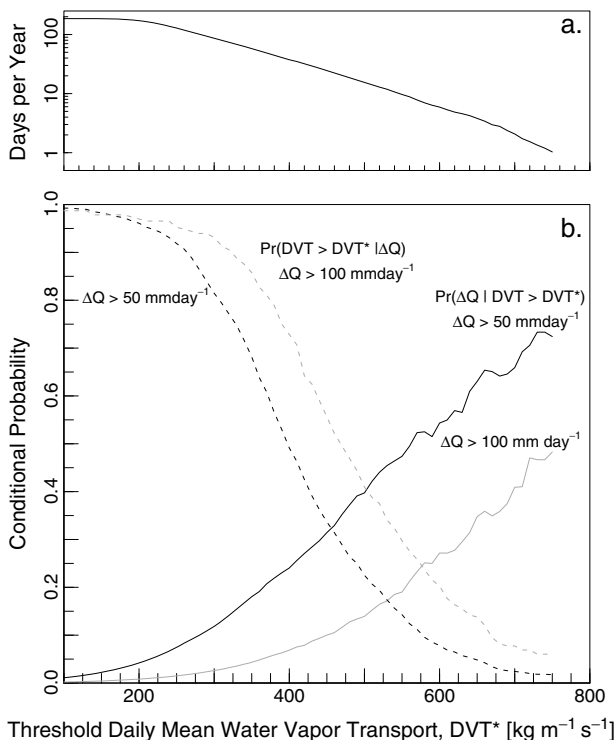 a.
Days per Year
100
10
1
b.
Conditional Probability
1.0
0.8
0.6
0.4
0.2
0.0
Pr(DVT > DVT* |ΔQ)
ΔQ > 100 mmday⁻¹
ΔQ > 50 mmday⁻¹
Pr(ΔQ | DVT > DVT*)
ΔQ > 50 mmday⁻¹
ΔQ > 100 mm day⁻¹
200 400 600 800
Threshold Daily Mean Water Vapor Transport, DVT* [kg m⁻¹ s⁻¹]